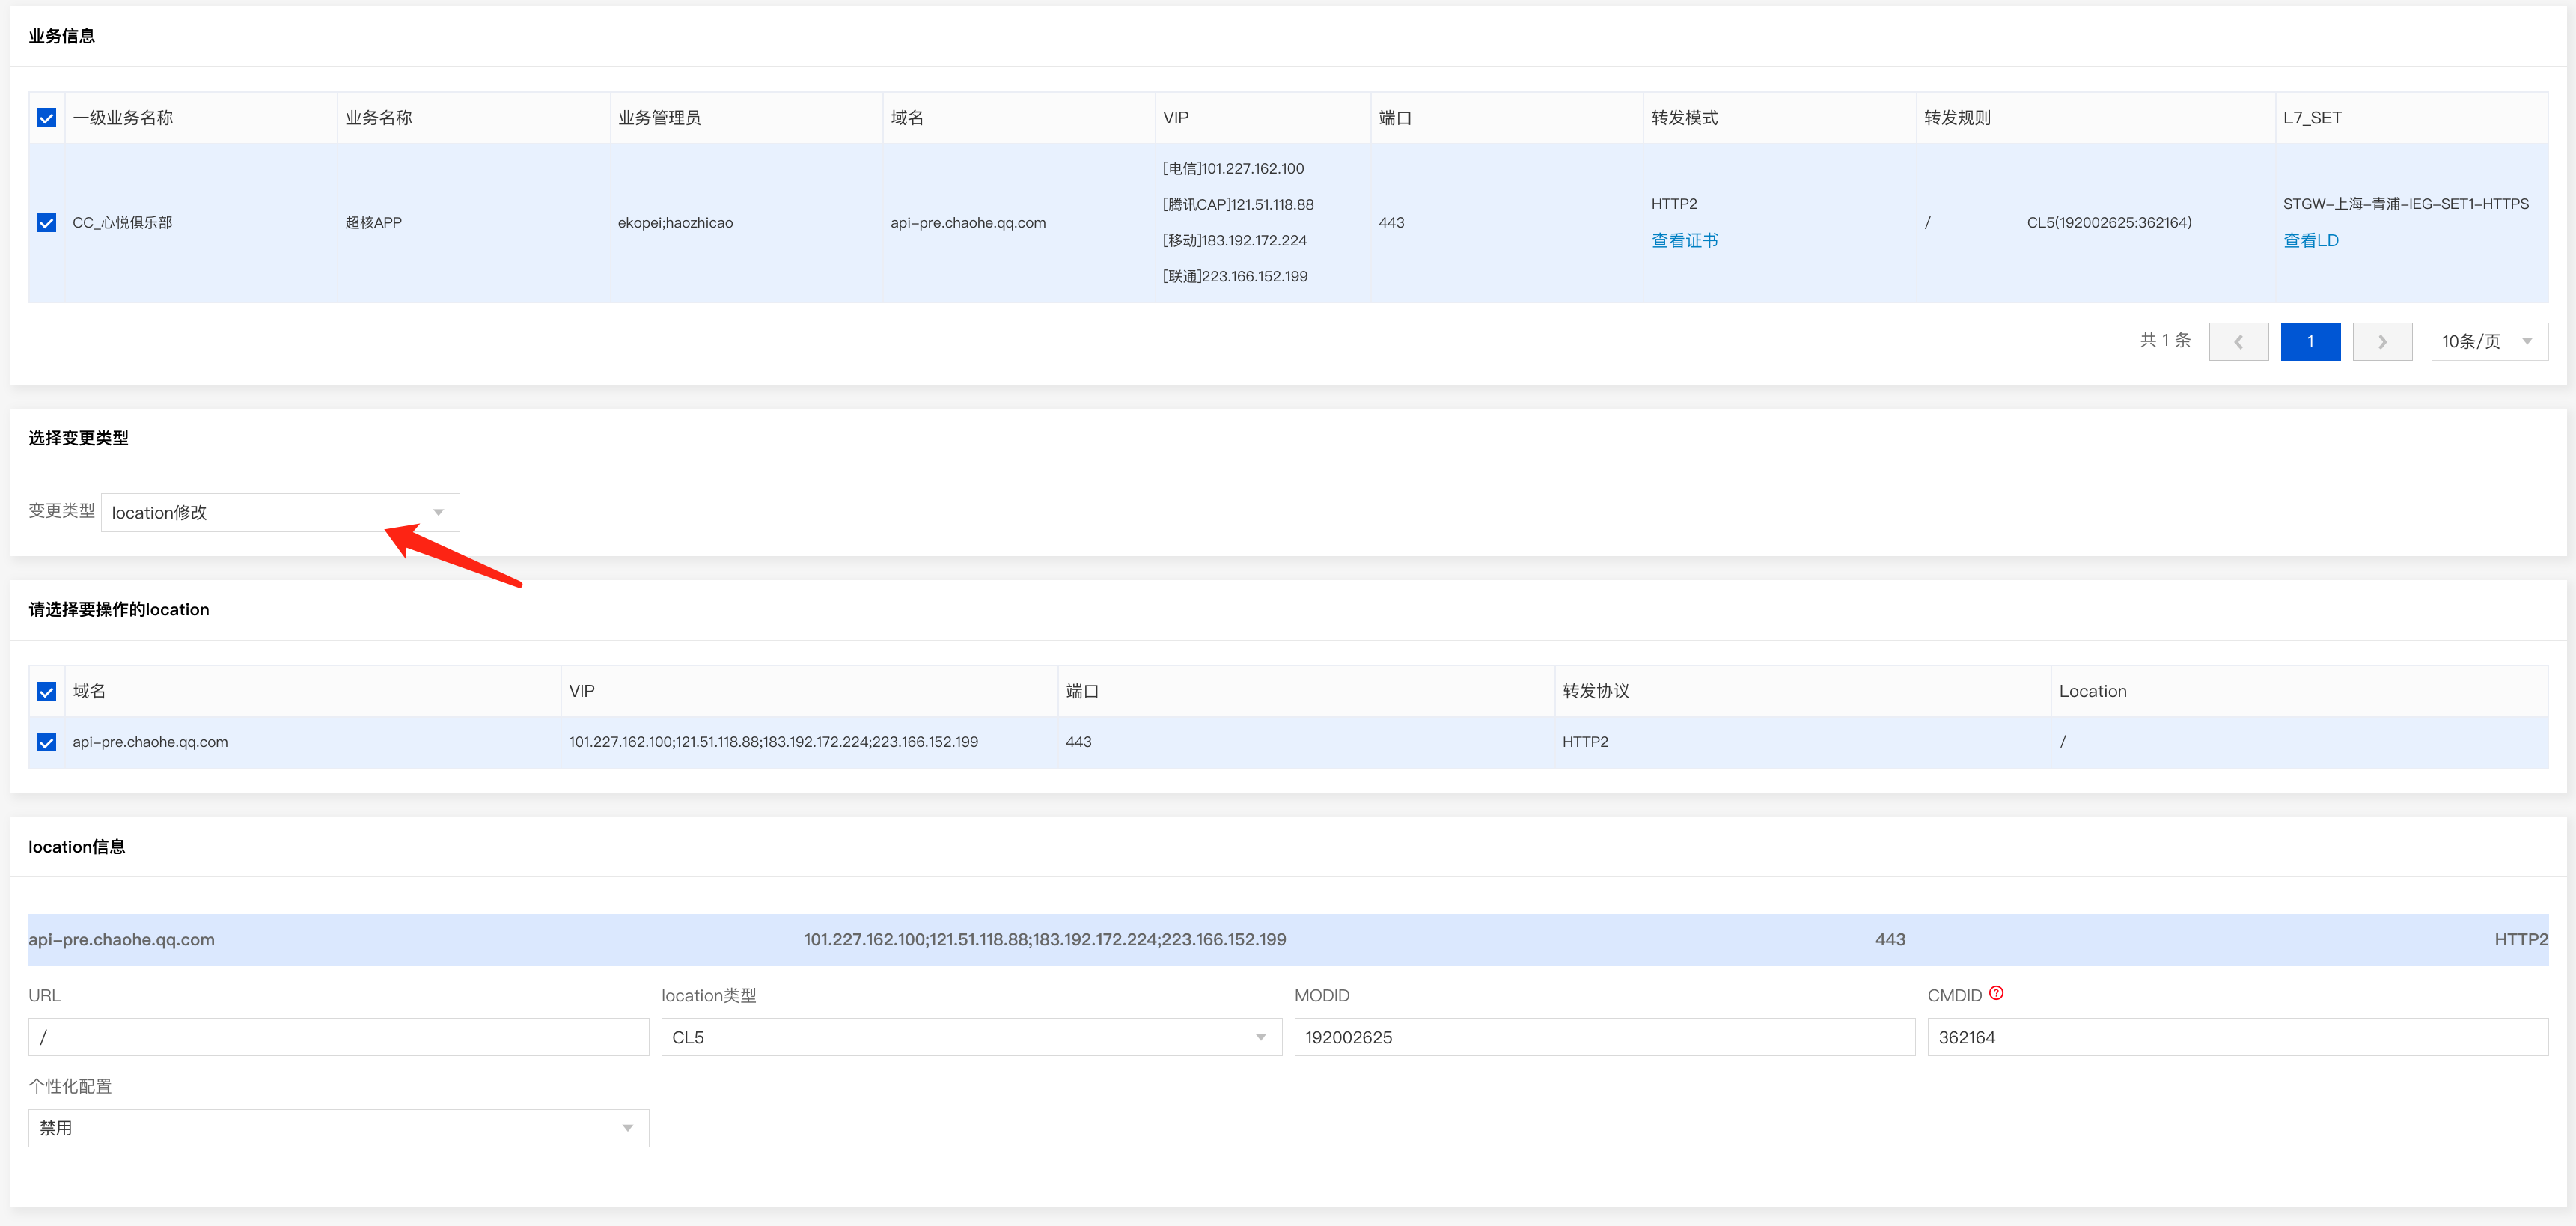 业务信息
一级业务名称 业务名称 业务管理员 域名 VIP 端口 转发模式 转发规则 L7_SET
[电信]101.227.162.100
[腾讯CAP]121.51.118.88
[移动]183.192.172.224
[联通]223.166.152.199
CC_心悦俱乐部 超核APP ekopei;haozhicao api-pre.chaohe.qq.com 443
HTTP2
查看证书
/ CL5(192002625:362164)
STGW-上海-青浦-IEG-SET1-HTTPS
查看LD
共 1 条 1 10条/页
选择变更类型
变更类型 location修改
请选择要操作的location
域名 VIP 端口 转发协议 Location
api-pre.chaohe.qq.com 101.227.162.100;121.51.118.88;183.192.172.224;223.166.152.199 443 HTTP2 /
location信息
api-pre.chaohe.qq.com 101.227.162.100;121.51.118.88;183.192.172.224;223.166.152.199 443 HTTP2
URL location类型 MODID CMDID ?
/ CL5 192002625 362164
个性化配置
禁用